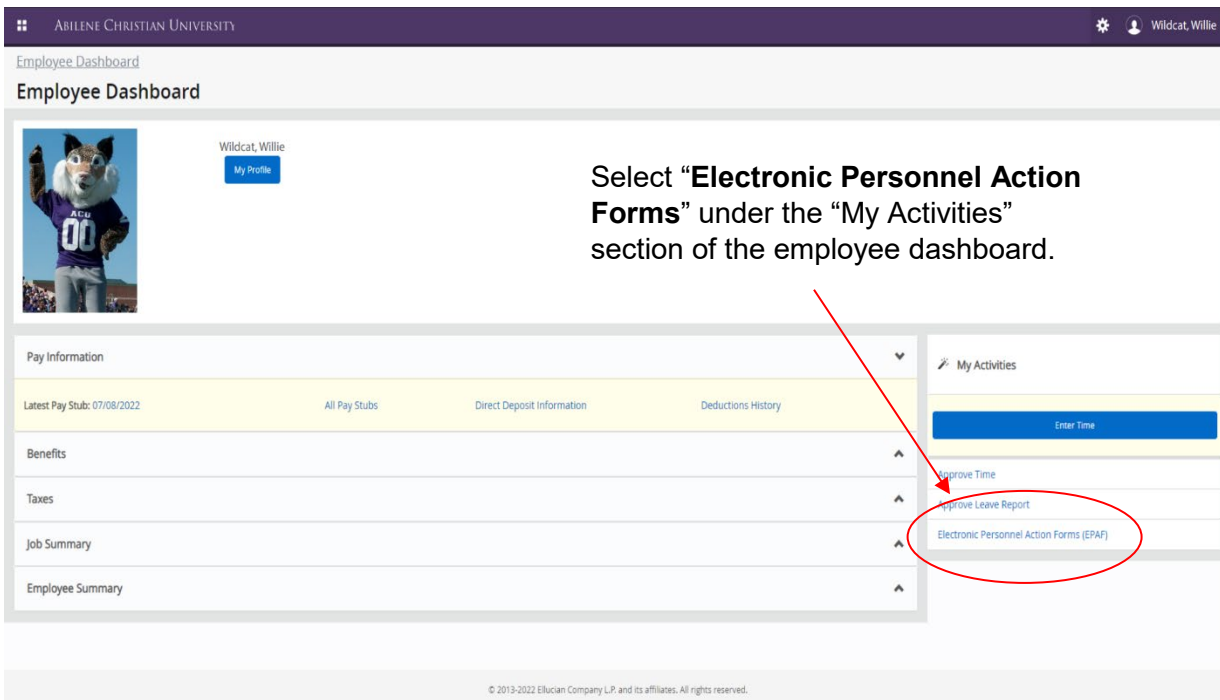 ABILENE CHRISTIAN UNIVERSITY
Wildcat, Willie
Employee Dashboard
Employee Dashboard
Wildcat, Willie
My Profile
ACU
00
Select “Electronic Personnel Action
Forms” under the “My Activities”
section of the employee dashboard.
Pay Information
Latest Pay Stub: 07/08/2022
All Pay Stubs
Direct Deposit Information
Deductions History
Benefits
Taxes
Job Summary
Employee Summary
My Activities
Enter Time
Approve Time
Approve Leave Report
Electronic Personnel Action Forms (EPAF)
© 2013-2022 Ellucian Company L.P. and its affiliates. All rights reserved.